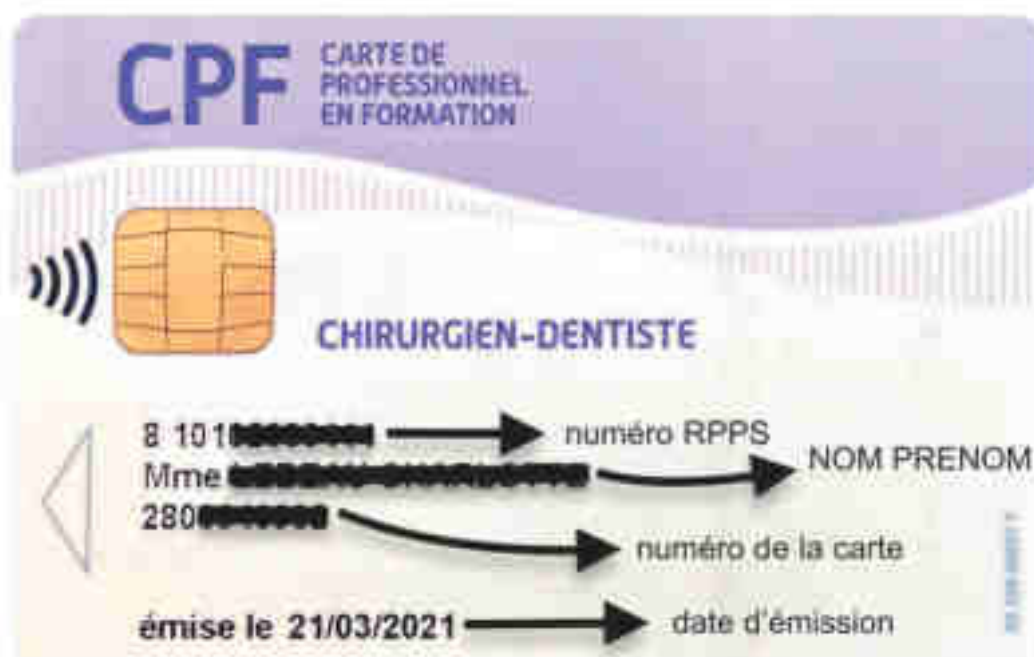 CPF
CARTE DE
PROFESSIONNEL
EN FORMATION
CHIRURGIEN-DENTISTE
8 101 numéro RPPS
Mme NOM PRENOM
280 numéro de la carte
émise le 21/03/2021 date d'émission